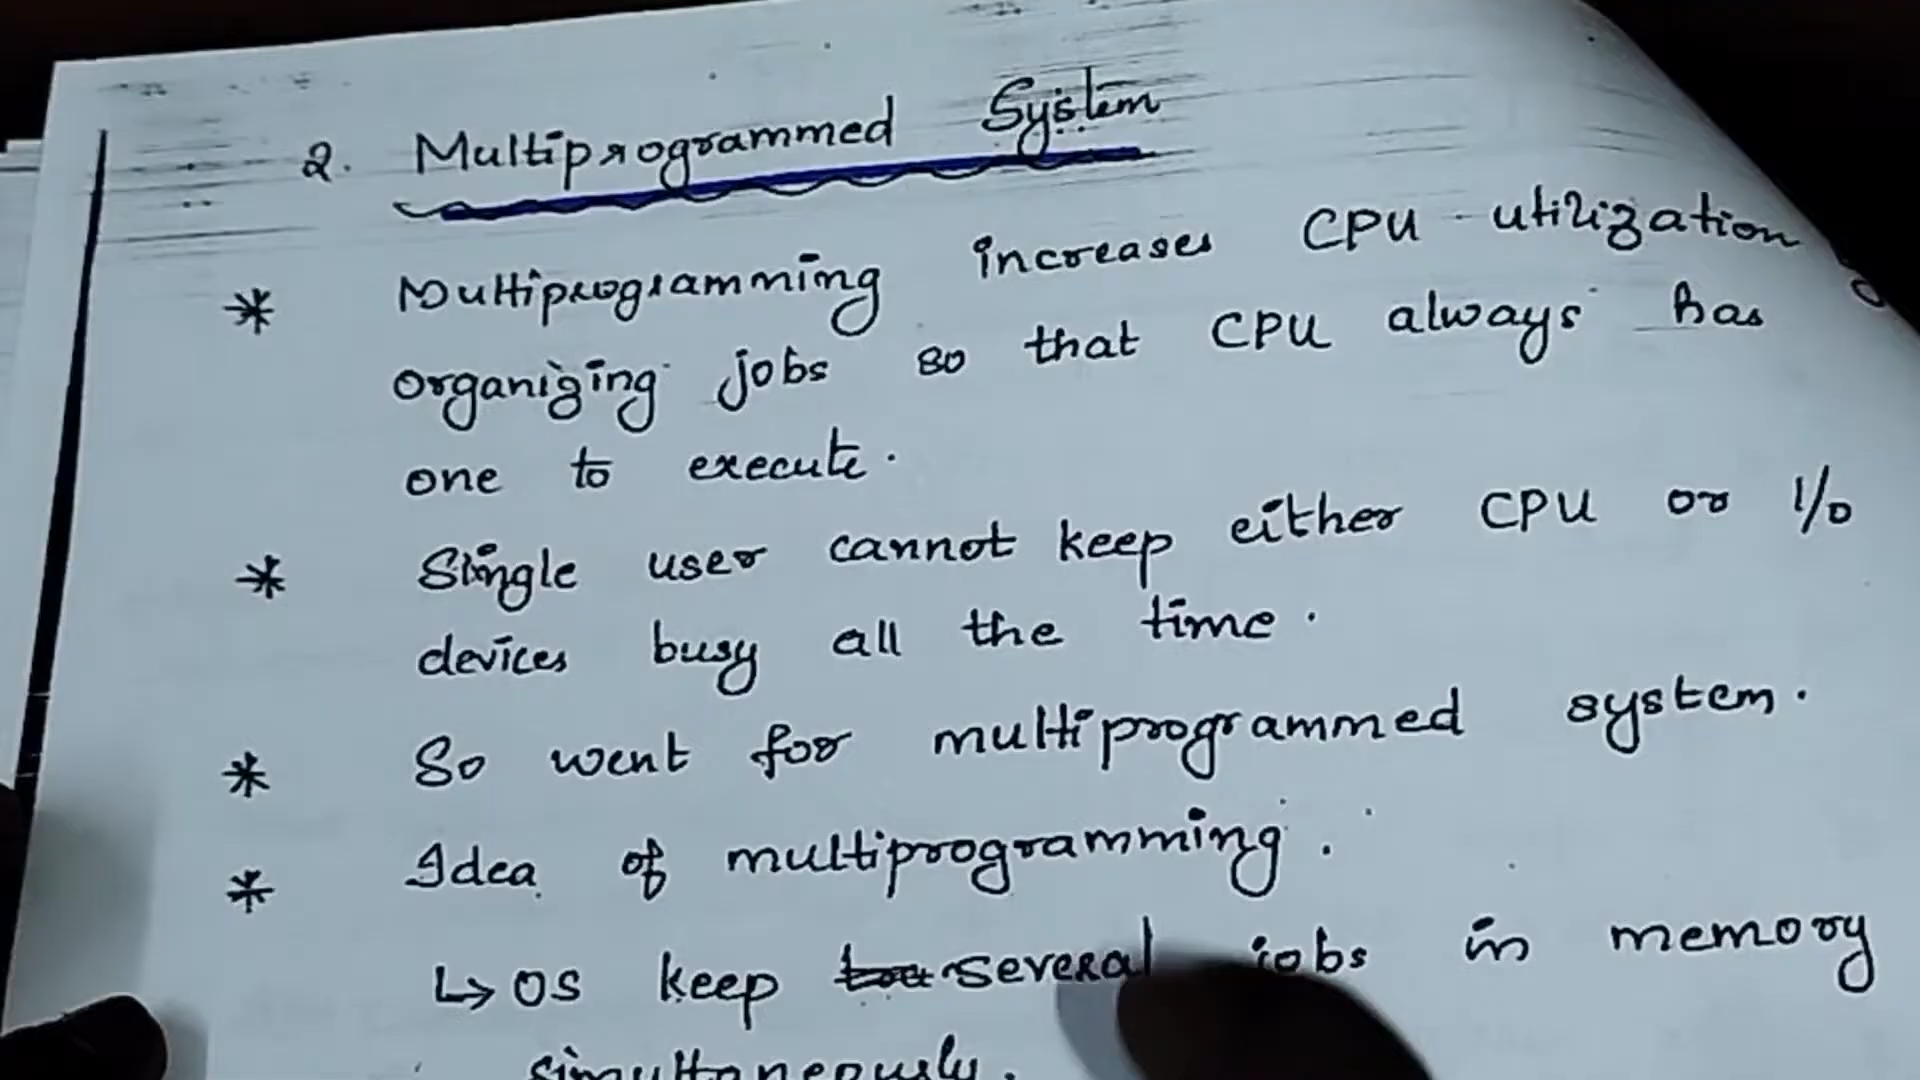 2. Multiprogrammed System
* Multiprogramming increases CPU utilization
organizing jobs so that CPU always has
one to execute.
* Single user cannot keep either CPU or I/O
devices busy all the time.
* So went for multiprogrammed system.
* Idea of multiprogramming.
↳ OS keep several jobs in memory
simultaneously.